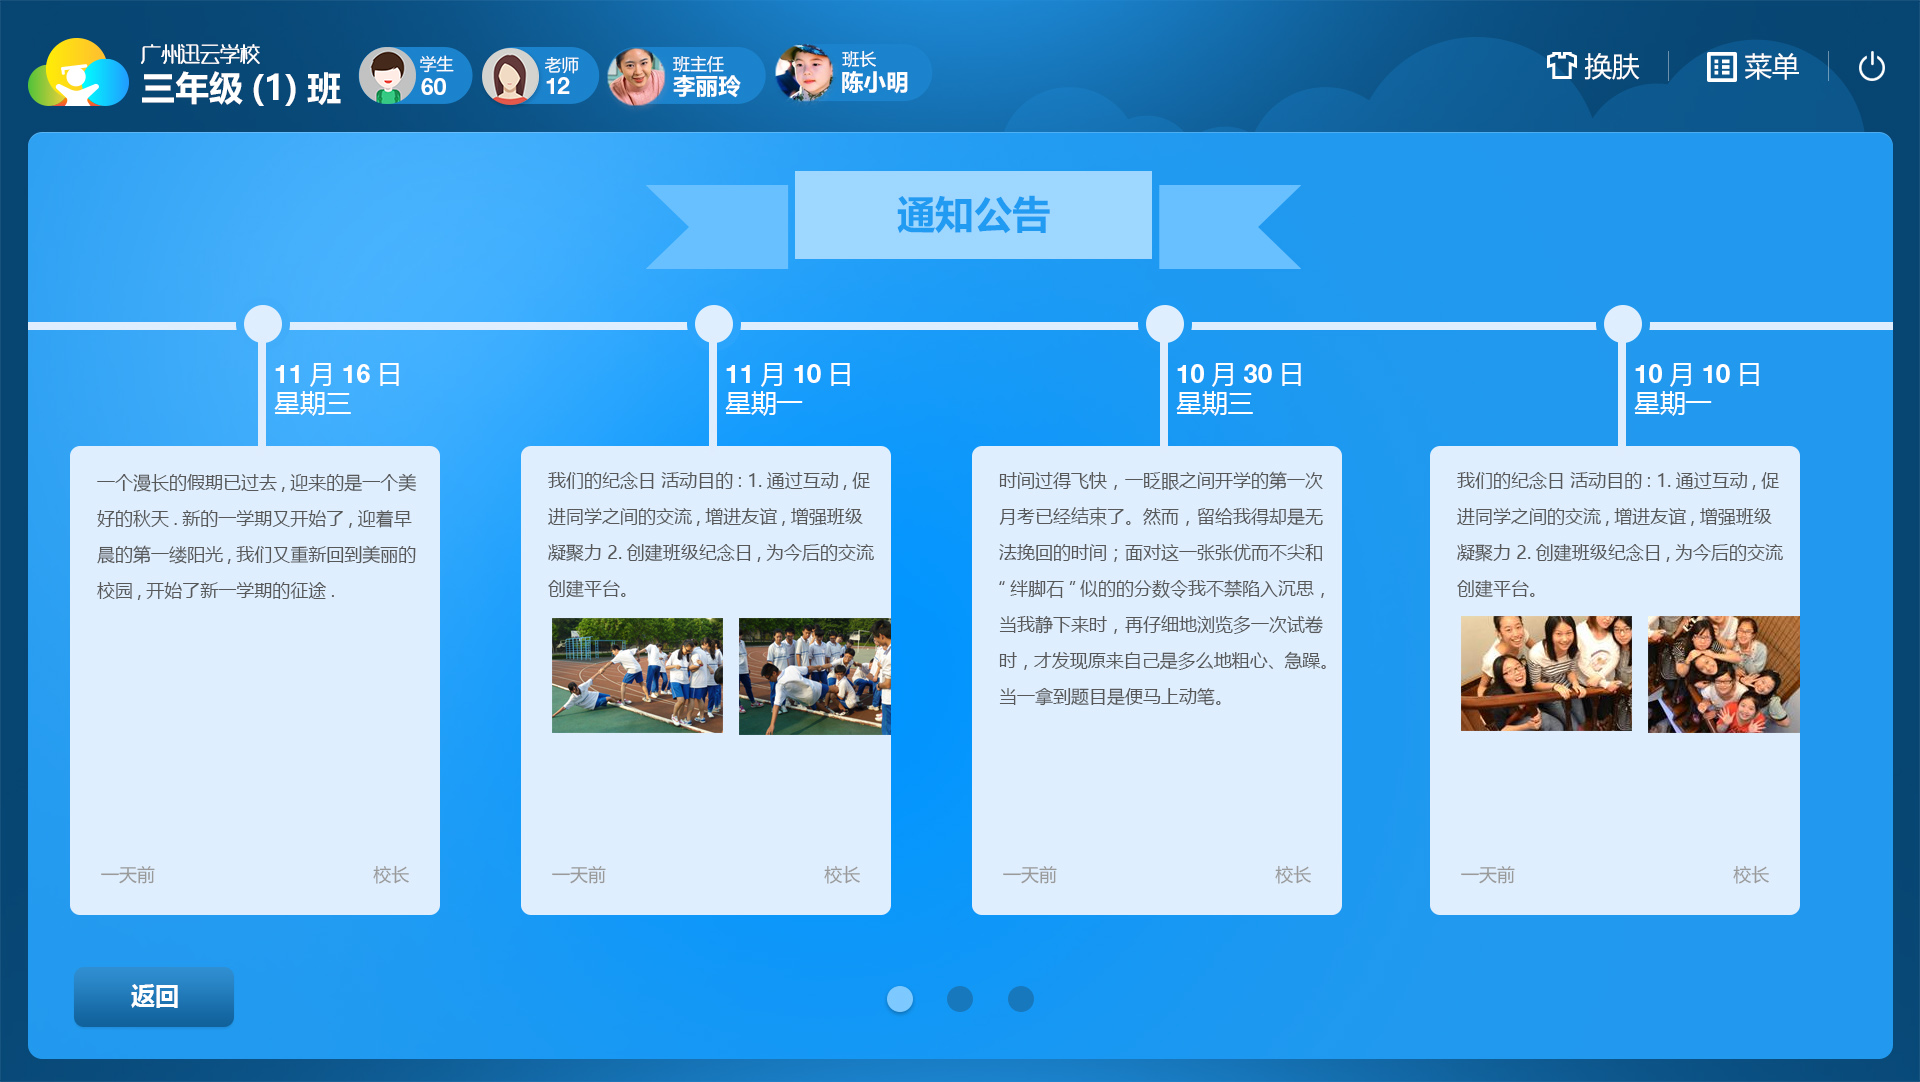 广州迅云学校
三年级 (1) 班
学生
60
老师
12
班主任
李丽玲
班长
陈小明
换肤
菜单
通知公告
11 月 16 日
星期三
11 月 10 日
星期一
10 月 30 日
星期三
10 月 10 日
星期一
一个漫长的假期已过去 , 迎来的是一个美
好的秋天 . 新的一学期又开始了 , 迎着早
晨的第一缕阳光 , 我们又重新回到美丽的
校园 , 开始了新一学期的征途 .
一天前
校长
我们的纪念日 活动目的 : 1. 通过互动 , 促
进同学之间的交流 , 增进友谊 , 增强班级
凝聚力 2. 创建班级纪念日 , 为今后的交流
创建平台。
一天前
校长
时间过得飞快 , 一眨眼之间开学的第一次
月考已经结束了。然而 , 留给我得却是无
法挽回的时间 ; 面对这一张张优而不尖和
“ 绊脚石 ” 似的的分数令我不禁陷入沉思 ,
当我静下来时 , 再仔细地浏览多一次试卷
时 , 才发现原来自己是多么地粗心、急躁。
当一拿到题目是便马上动笔。
一天前
校长
我们的纪念日 活动目的 : 1. 通过互动 , 促
进同学之间的交流 , 增进友谊 , 增强班级
凝聚力 2. 创建班级纪念日 , 为今后的交流
创建平台。
一天前
校长
返回